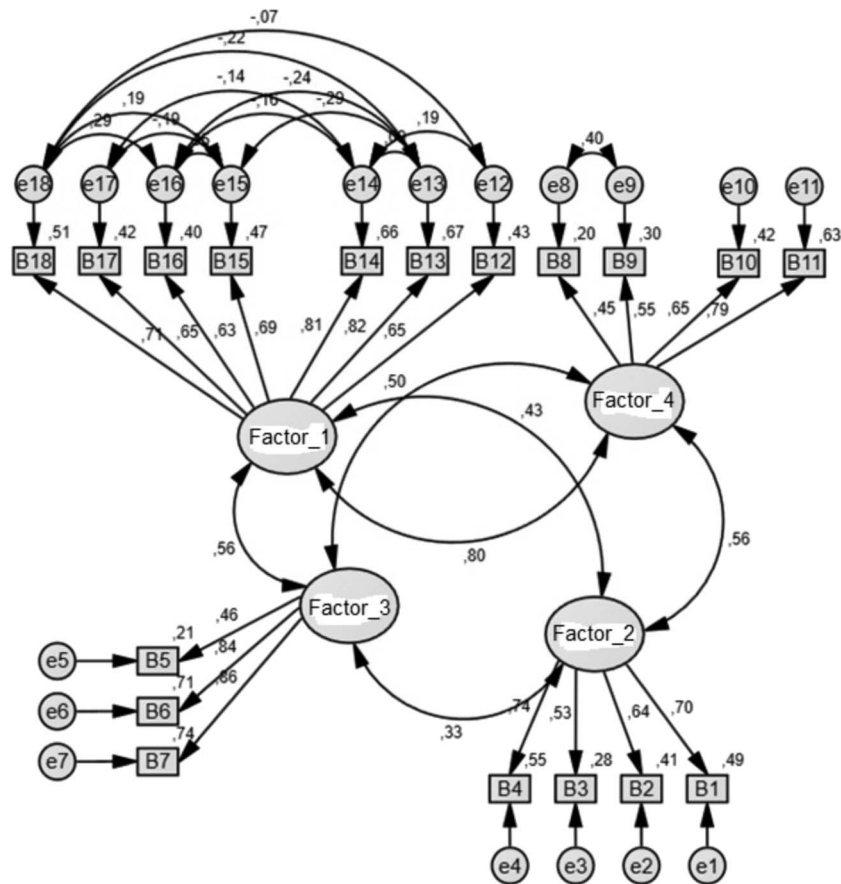 -,07
-,22
-,14 -,24
,19 -,16 -,29 ,19
,29 -,19 ,40
e18 e17 e16 e15 e14 e13 e12 e8 e9 e10 e11
,51 ,42 ,40 ,47 ,66 ,67 ,43 ,20 ,30 ,42 ,63
B18 B17 B16 B15 B14 B13 B12 B8 B9 B10 B11
,71 ,65 ,63 ,69 ,81 ,82 ,65 ,45 ,55 ,65 ,79
,50 ,43
Factor_4
Factor_1
,56 ,80 ,56
Factor_3
Factor_2
,46
,21
e5 B5 ,84
,71 ,86
e6 B6
,74
e7 B7
,33
,74 ,53 ,64 ,70
,55 ,28 ,41 ,49
B4 B3 B2 B1
e4 e3 e2 e1